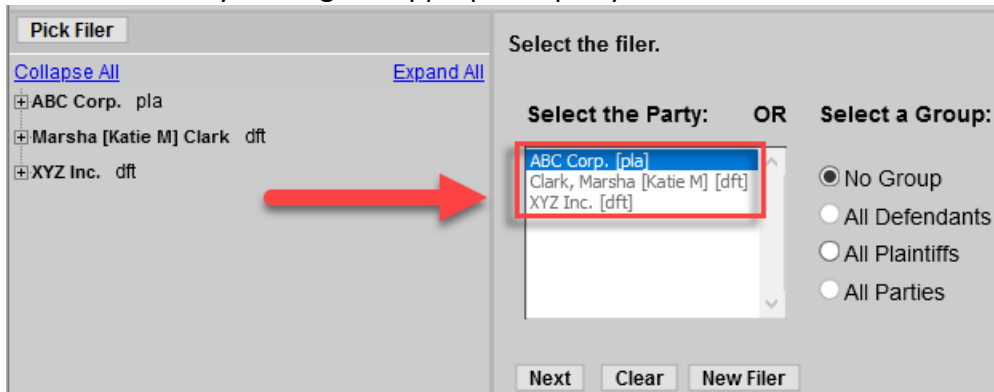 Pick Filer
Collapse All Expand All
ABC Corp. pla
Marsha [Katie M] Clark dft
XYZ Inc. dft
Select the filer.
Select the Party: OR Select a Group:
ABC Corp. [pla]
Clark, Marsha [Katie M] [dft]
XYZ Inc. [dft]
No Group
All Defendants
All Plaintiffs
All Parties
Next Clear New Filer